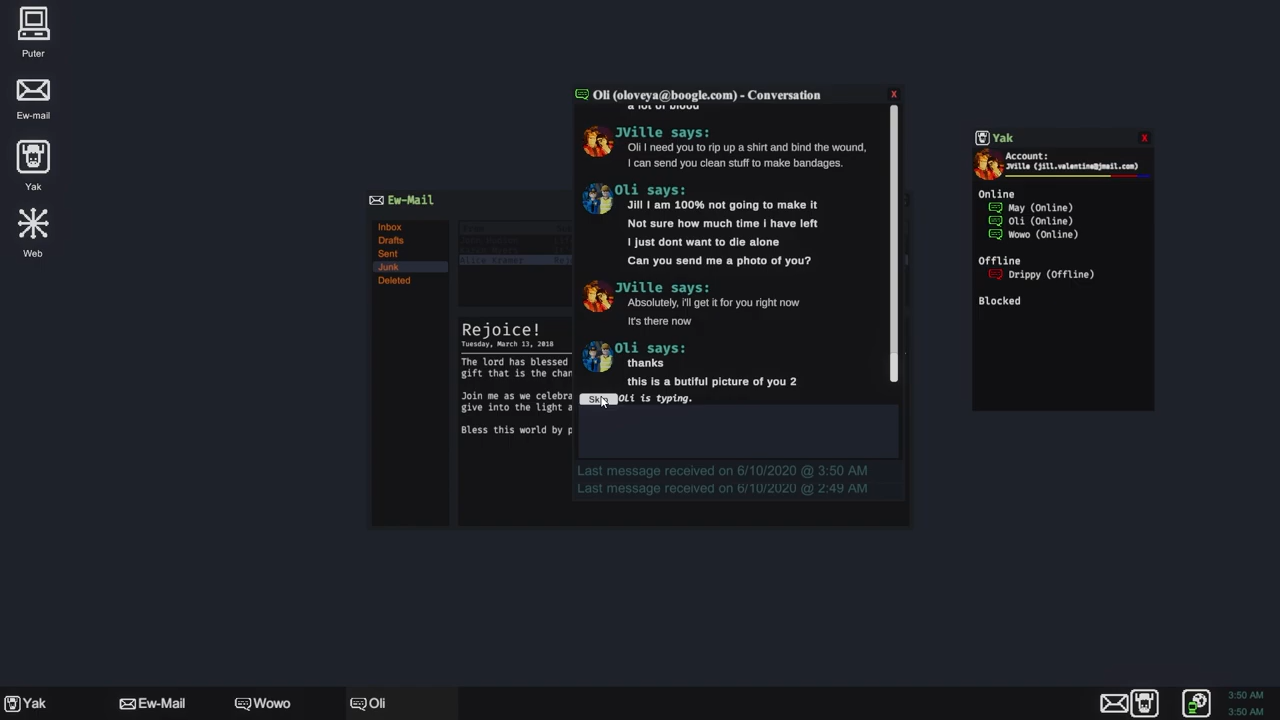 Puter
Ew-mail
Yak
Web
Ew-Mail
Inbox
Drafts
Sent
Junk
Deleted
Alice Kramer
Rejoice!
Tuesday, March 13, 2018
The lord has blessed
gift that is the chan
Join me as we celebra
give into the light a
Bless this world by p
Oli (oloveya@boogle.com) - Conversation
X
a lot of blood
JVille says:
Oli I need you to rip up a shirt and bind the wound,
I can send you clean stuff to make bandages.
Oli says:
Jill I am 100% not going to make it
Not sure how much time i have left
I just dont want to die alone
Can you send me a photo of you?
JVille says:
Absolutely, i'll get it for you right now
It's there now
Oli says:
thanks
this is a butiful picture of you 2
Oli is typing.
Last message received on 6/10/2020 @ 3:50 AM
Last message received on 6/10/2020 @ 2:49 AM
Yak
X
Account:
JVille (jill.valentine@jmail.com)
Online
May (Online)
Oli (Online)
Wowo (Online)
Offline
Drippy (Offline)
Blocked
Yak
Ew-Mail
Wowo
Oli
3:50 AM
3:50 AM